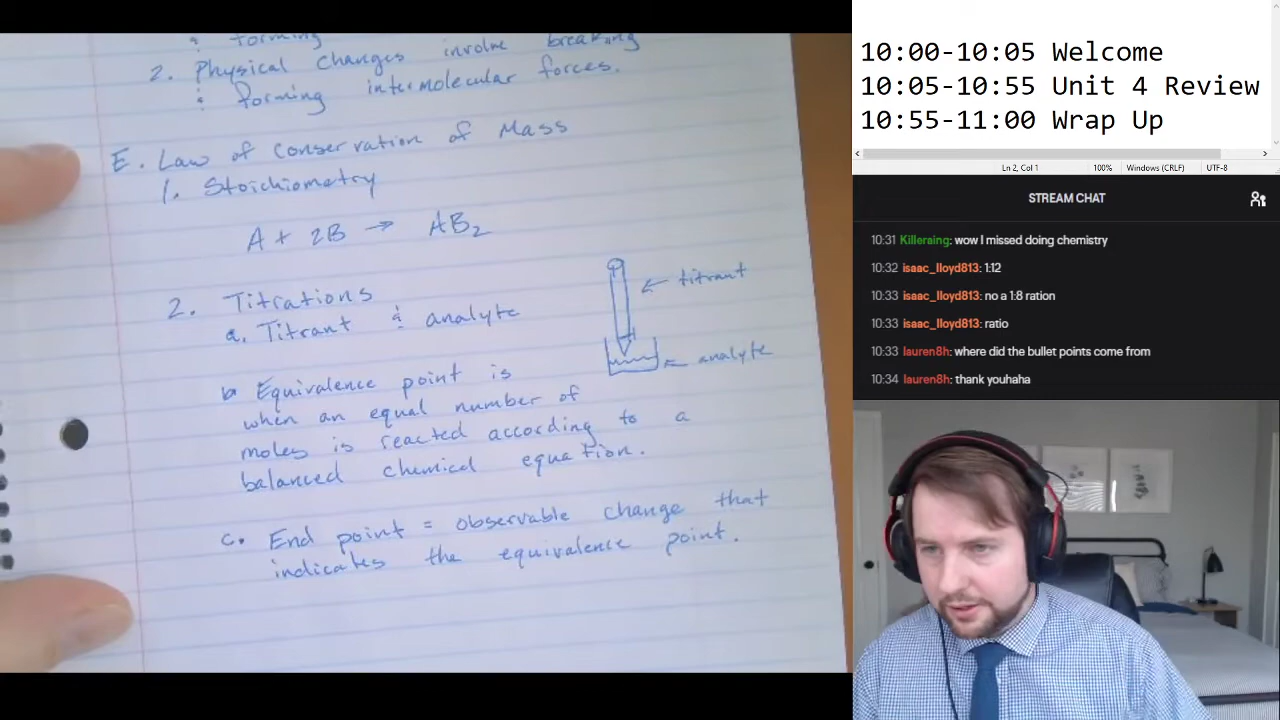 : forming
2. Physical changes involve breaking
: forming intermolecular forces.
E. Law of conservation of Mass
1. Stoichiometry
A + 2B → AB2
2. Titrations
a. Titrant & analyte
← titrant
← analyte
b Equivalence point is
when an equal number of
moles is reacted according to a
balanced chemical equation.
c. End point = observable change that
indicates the equivalence point.
10:00-10:05 Welcome
10:05-10:55 Unit 4 Review
10:55-11:00 Wrap Up
Ln 2, Col 1 100% Windows (CRLF) UTF-8
STREAM CHAT
10:31 Killeraing: wow I missed doing chemistry
10:32 isaac_lloyd813: 1:12
10:33 isaac_lloyd813: no a 1:8 ration
10:33 isaac_lloyd813: ratio
10:33 lauren8h: where did the bullet points come from
10:34 lauren8h: thank youhaha